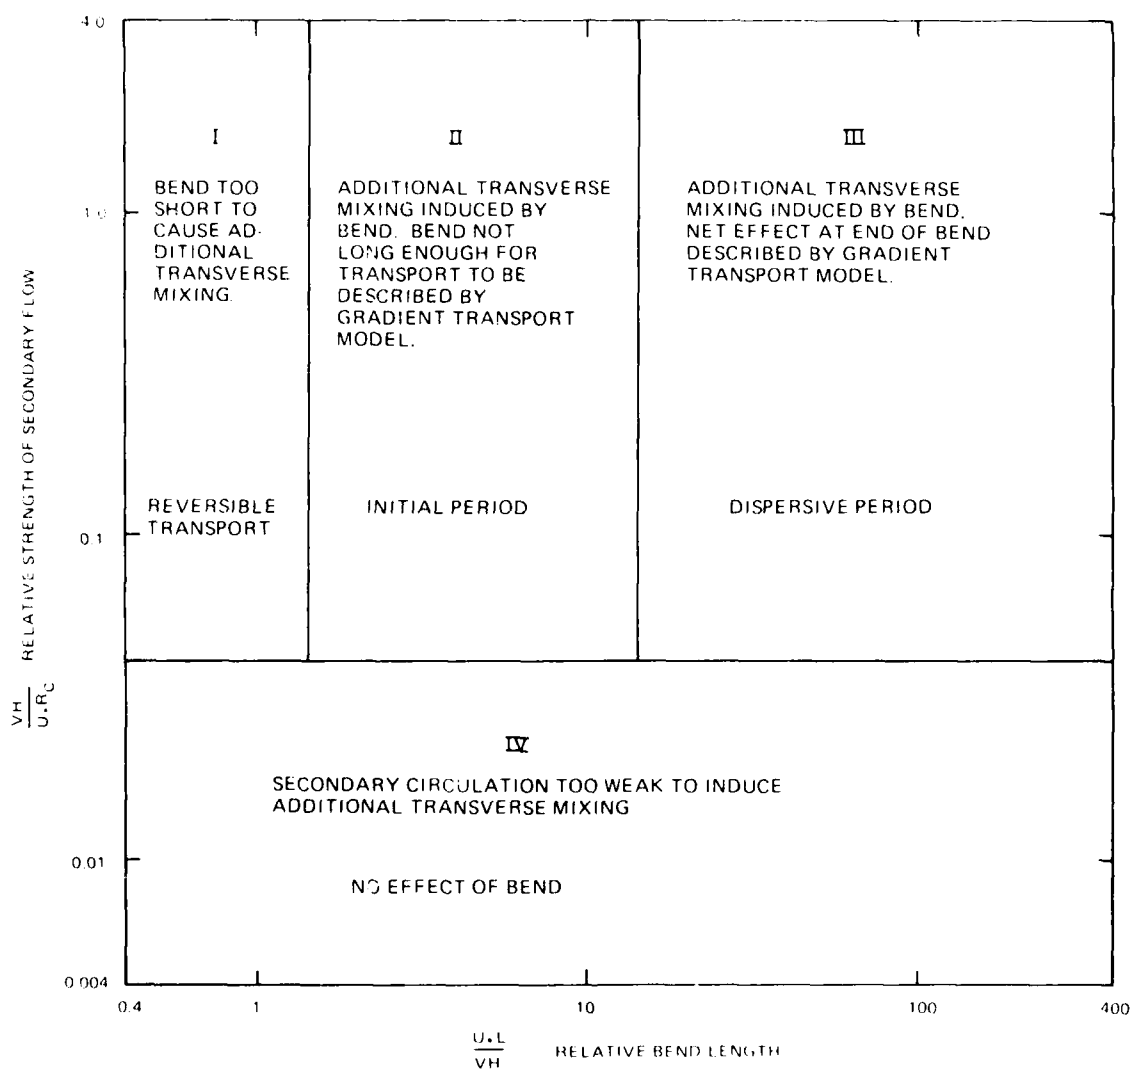 4.0
I
II
III
BEND TOO
SHORT TO
CAUSE AD-
DITIONAL
TRANSVERSE
MIXING.
ADDITIONAL TRANSVERSE
MIXING INDUCED BY
BEND. BEND NOT
LONG ENOUGH FOR
TRANSPORT TO BE
DESCRIBED BY
GRADIENT TRANSPORT
MODEL.
ADDITIONAL TRANSVERSE
MIXING INDUCED BY BEND.
NET EFFECT AT END OF BEND
DESCRIBED BY GRADIENT
TRANSPORT MODEL.
1.0
REVERSIBLE
TRANSPORT
INITIAL PERIOD
DISPERSIVE PERIOD
0.1
VH
U*RC
RELATIVE STRENGTH OF SECONDARY FLOW
IV
SECONDARY CIRCULATION TOO WEAK TO INDUCE
ADDITIONAL TRANSVERSE MIXING
0.01
NO EFFECT OF BEND
0.004
0.4
1
10
100
400
U*L
VH
RELATIVE BEND LENGTH